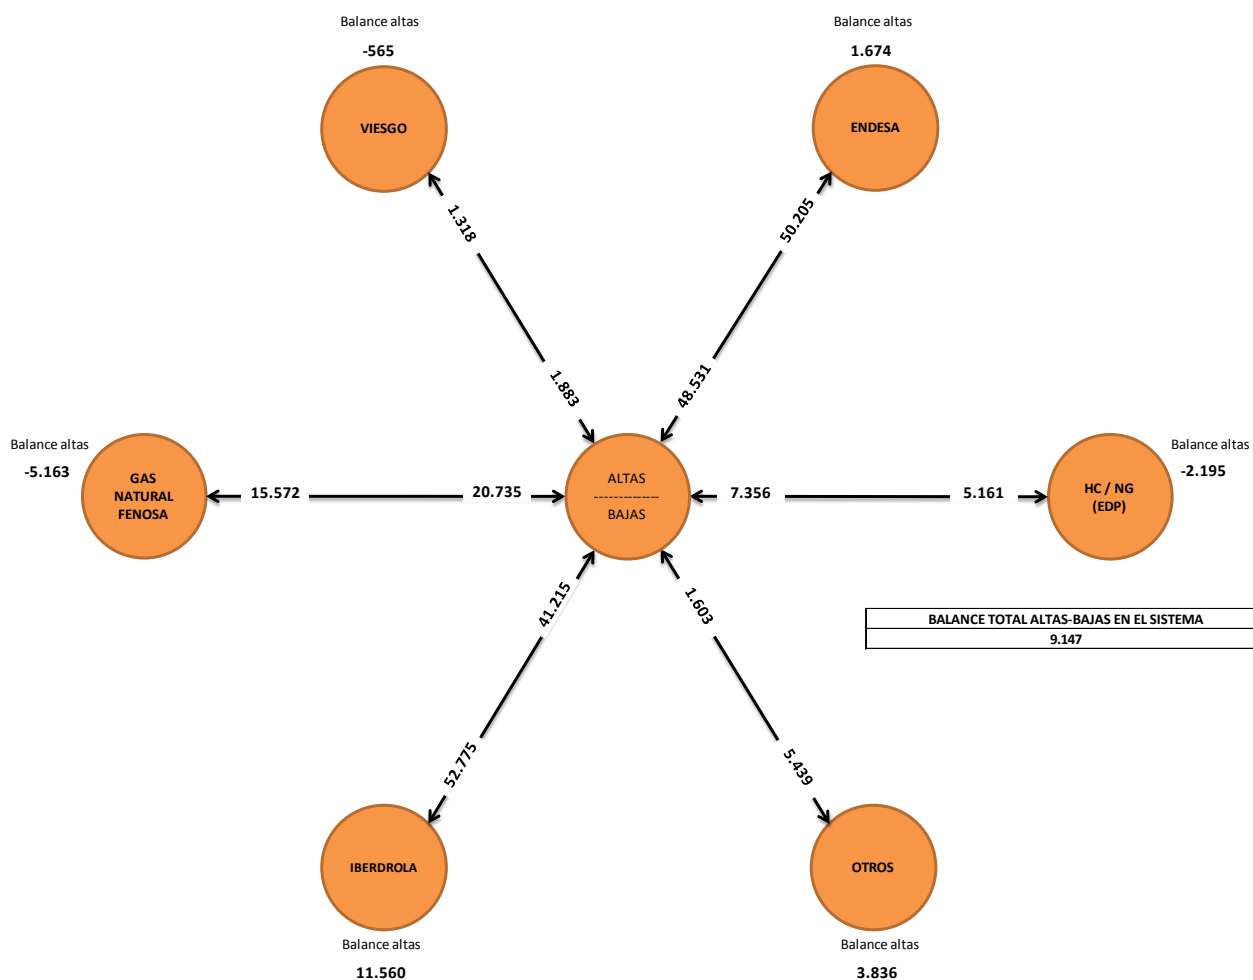 Balance altas
-565
VIESGO
Balance altas
1.674
ENDESA
1.318
50.205
1.883
48.531
Balance altas
-5.163
GAS
NATURAL
FENOSA
15.572
20.735
ALTAS
--------------
BAJAS
7.356
5.161
HC / NG
(EDP)
Balance altas
-2.195
41.215
1.603
BALANCE TOTAL ALTAS-BAJAS EN EL SISTEMA
9.147
52.775
5.439
IBERDROLA
Balance altas
11.560
OTROS
Balance altas
3.836